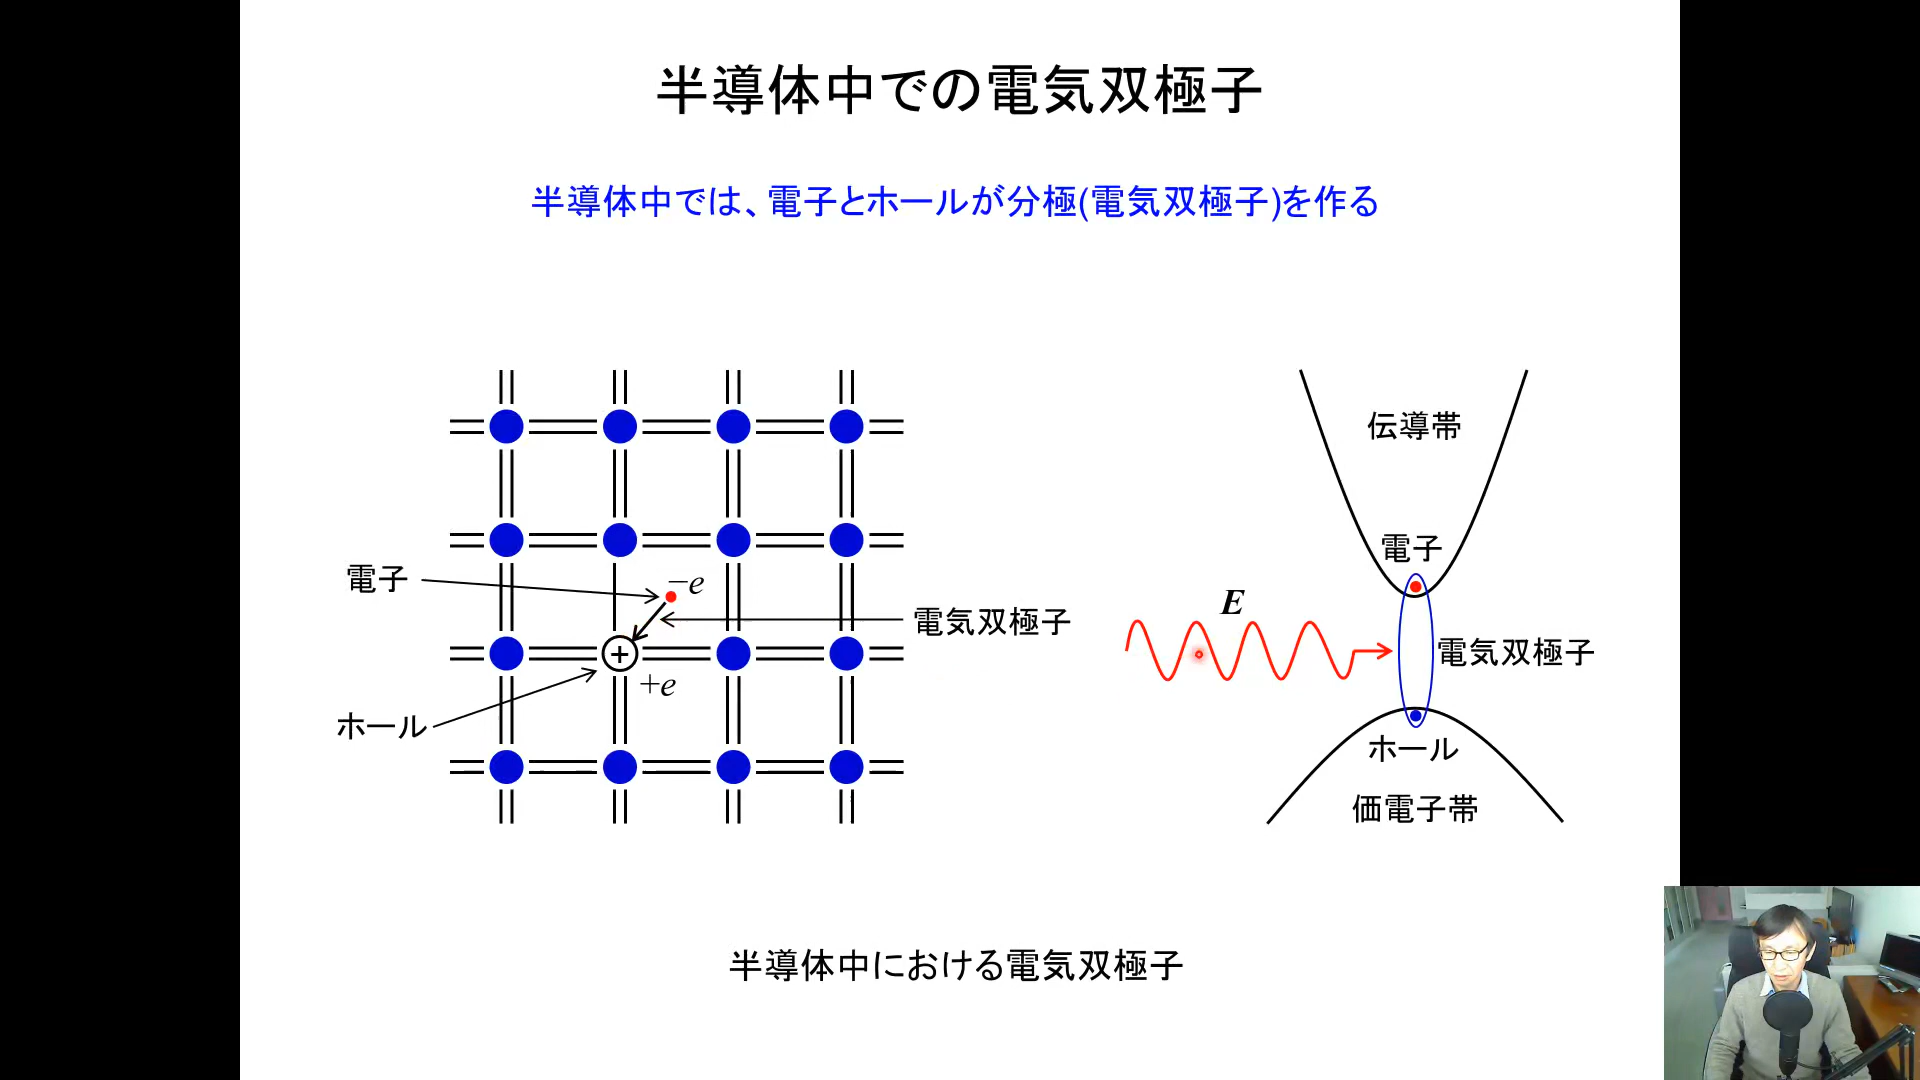 半導体中での電気双極子
半導体中では、電子とホールが分極(電気双極子)を作る
伝導帯
電子
電子
−e
E
電気双極子
電気双極子
+
+e
ホール
ホール
価電子帯
半導体中における電気双極子